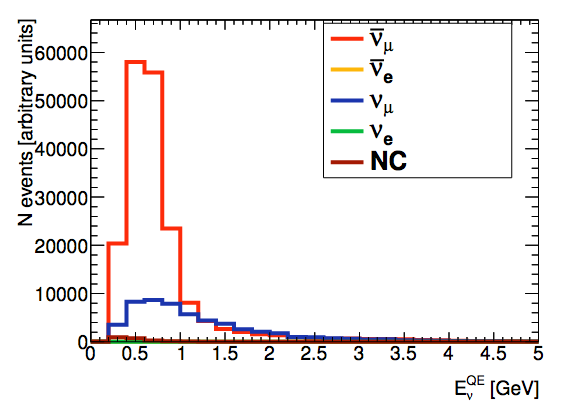 N events [arbitrary units]
60000
50000
40000
30000
20000
10000
0
ν̅μ
ν̅e
νμ
νe
NC
0 0.5 1 1.5 2 2.5 3 3.5 4 4.5 5
EνQE [GeV]